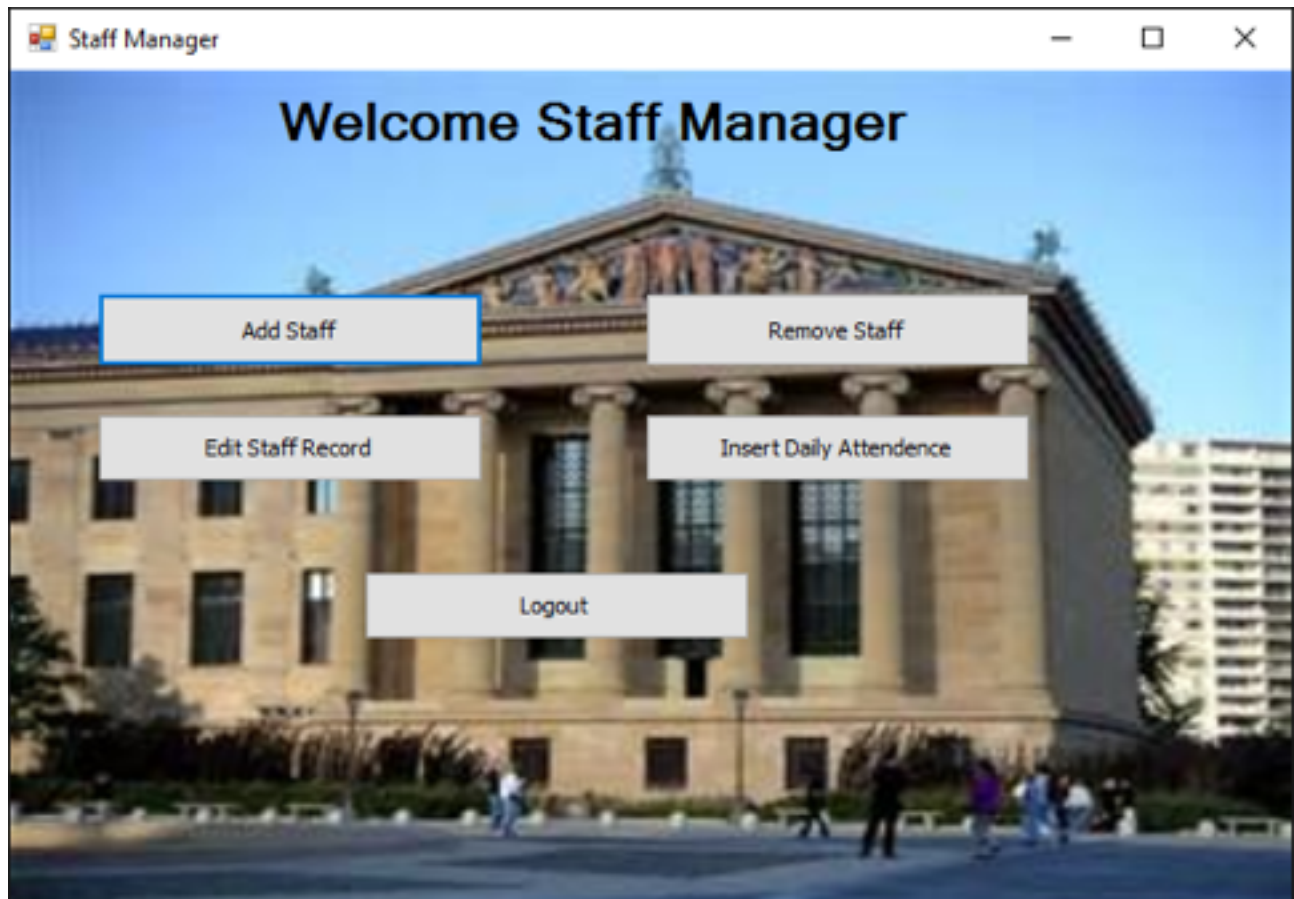 Staff Manager
Welcome Staff Manager
Add Staff
Remove Staff
Edit Staff Record
Insert Daily Attendence
Logout